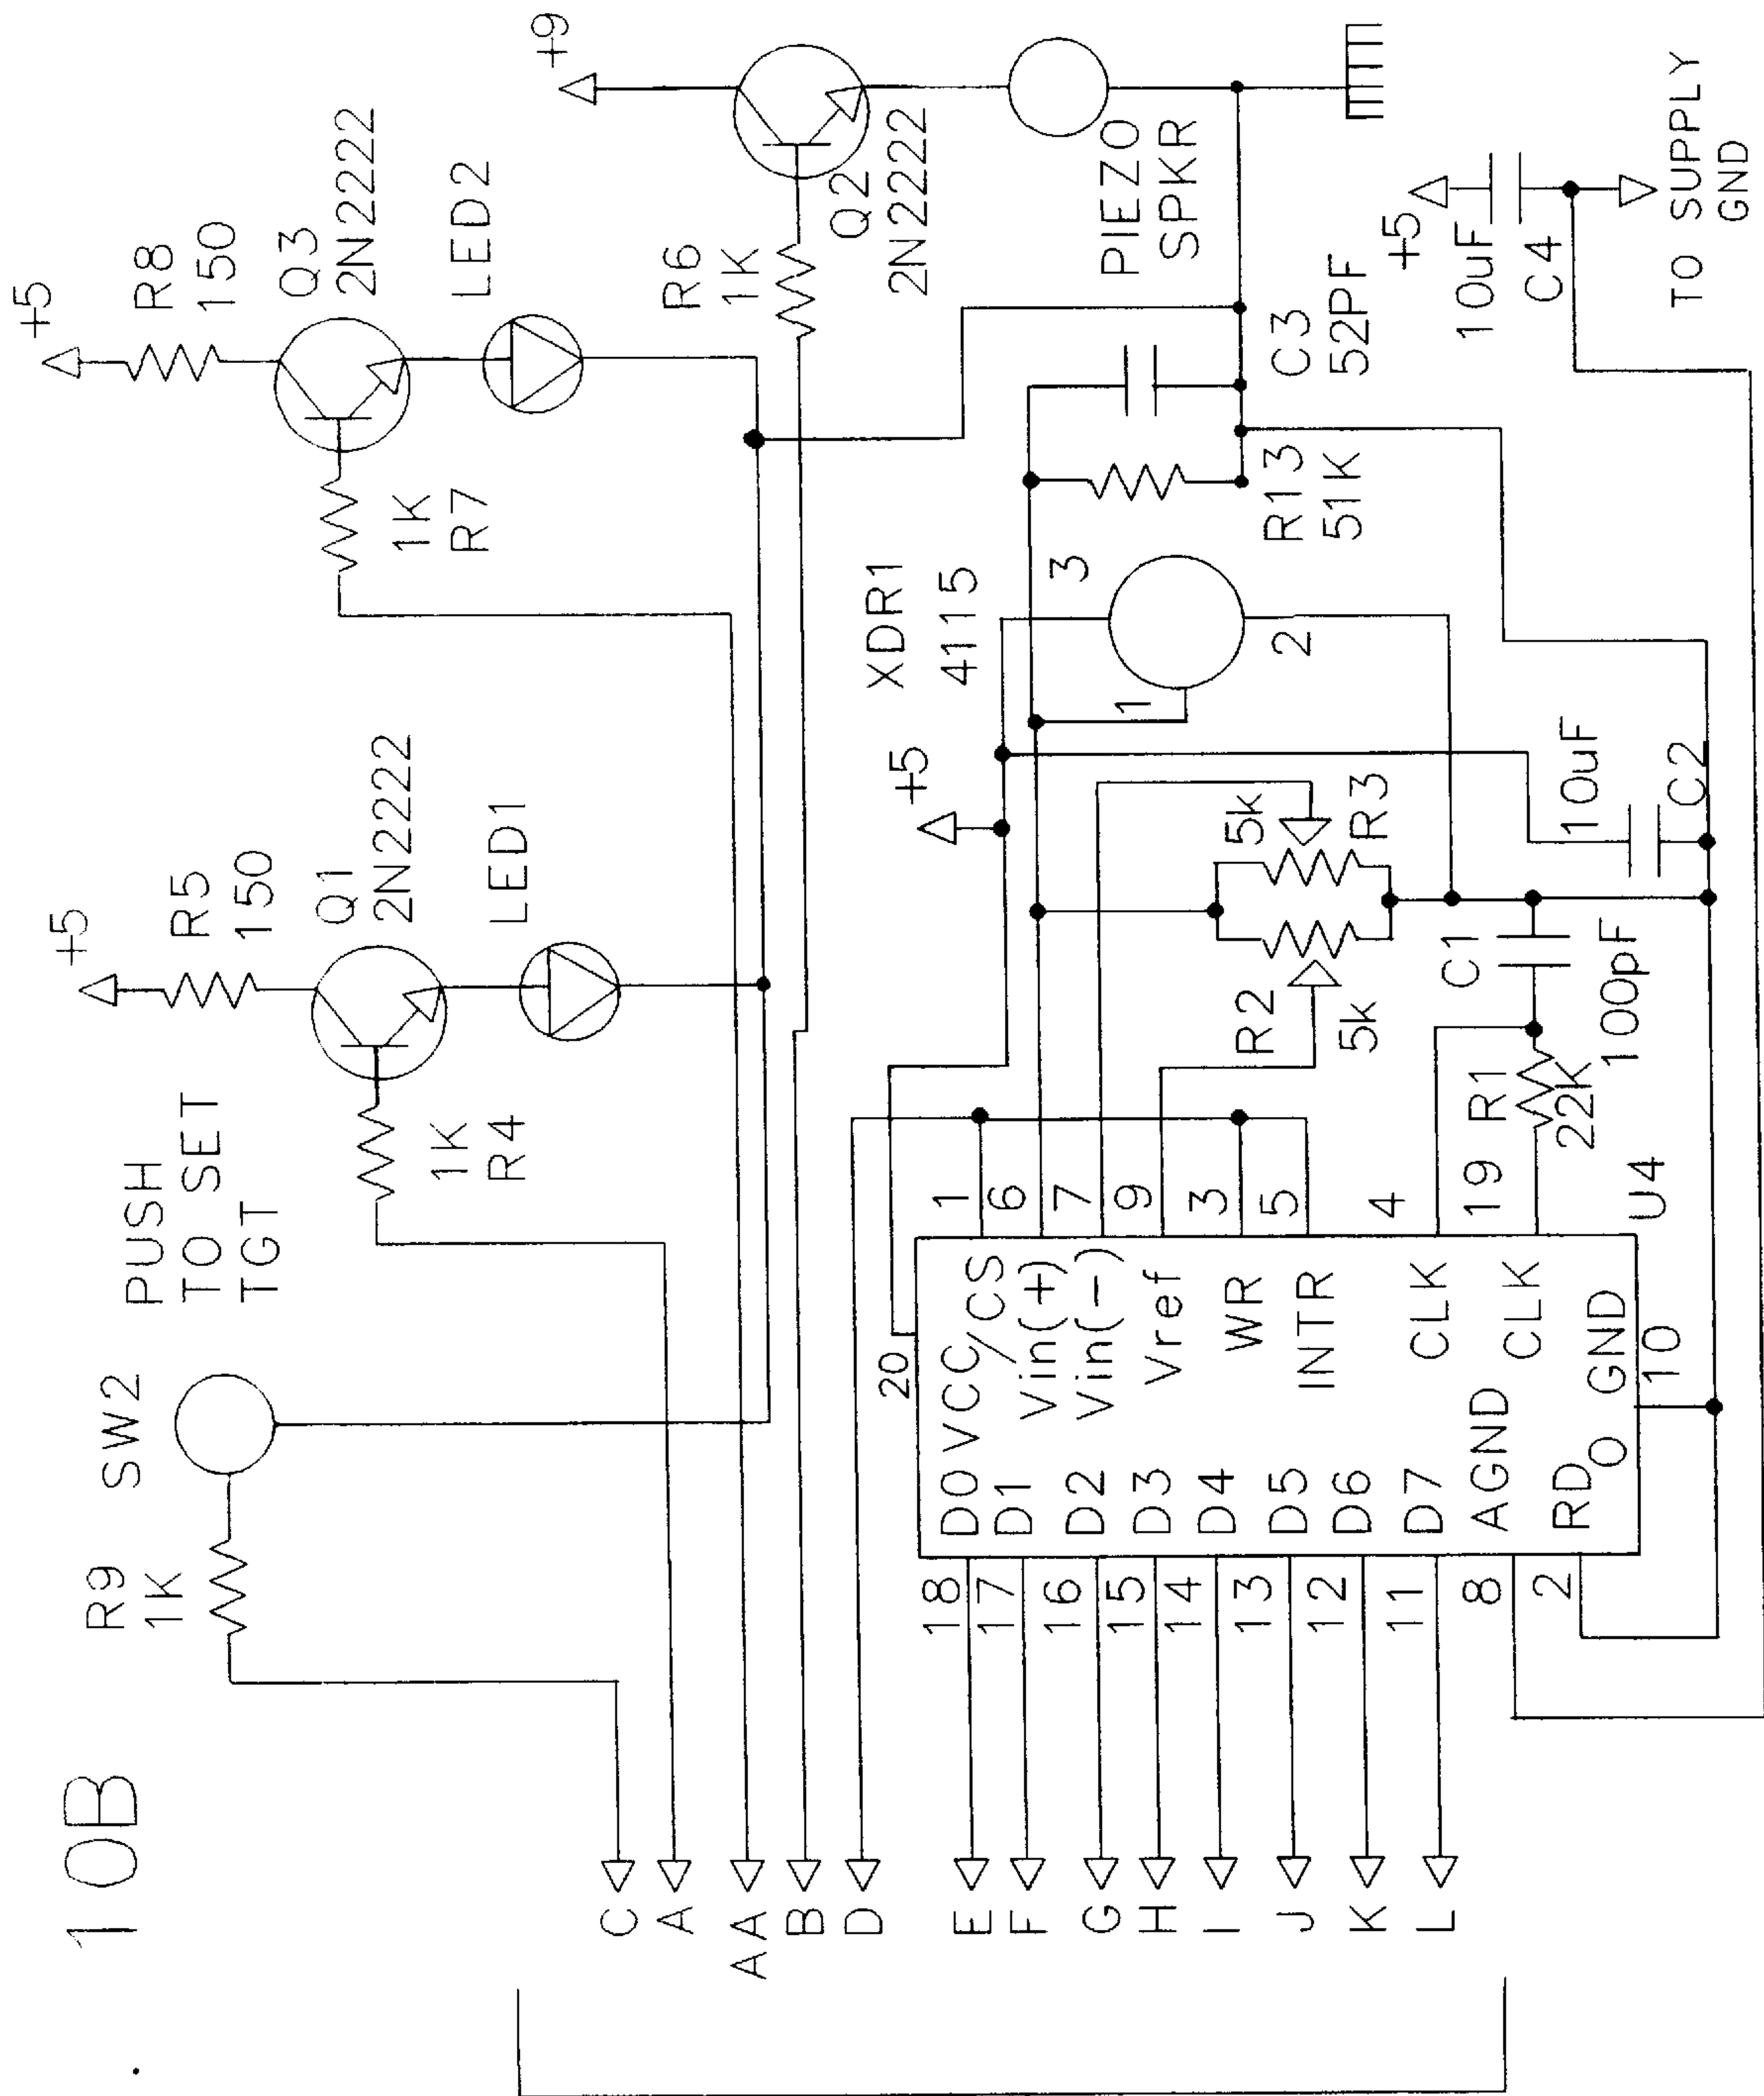 10B
R9
1K
SW2
PUSH
TO SET
TGT
+5
R5
150
Q1
2N2222
LED1
1K
R4
+5
R8
150
Q3
2N2222
LED2
1K
R7
R6
1K
+9
Q2
2N2222
PIEZO
SPKR
C
A
AA
B
D
E
F
G
H
I
J
K
L
18
17
16
15
14
13
12
11
8
2
D0
D1
D2
D3
D4
D5
D6
D7
AGND
RD
O
VCC/CS
Vin(+)
Vin(-)
Vref
WR
INTR
CLK
CLK
GND
20
1
6
7
9
3
5
4
19
10
U4
R1
22K
C1
100pF
R2
5k
5k
R3
+5
10uF
C2
XDR1
4115
1
2
3
R13
51K
C3
52PF
+5
10uF
C4
TO SUPPLY
GND